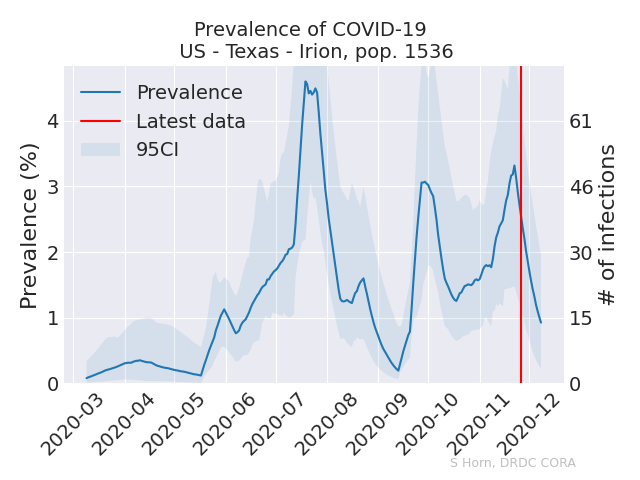 Prevalence of COVID-19
US - Texas - Irion, pop. 1536
Prevalence
Latest data
95CI
Prevalence (%)
4
3
2
1
0
# of infections
61
46
30
15
0
2020-03
2020-04
2020-05
2020-06
2020-07
2020-08
2020-09
2020-10
2020-11
2020-12
S Horn, DRDC CORA